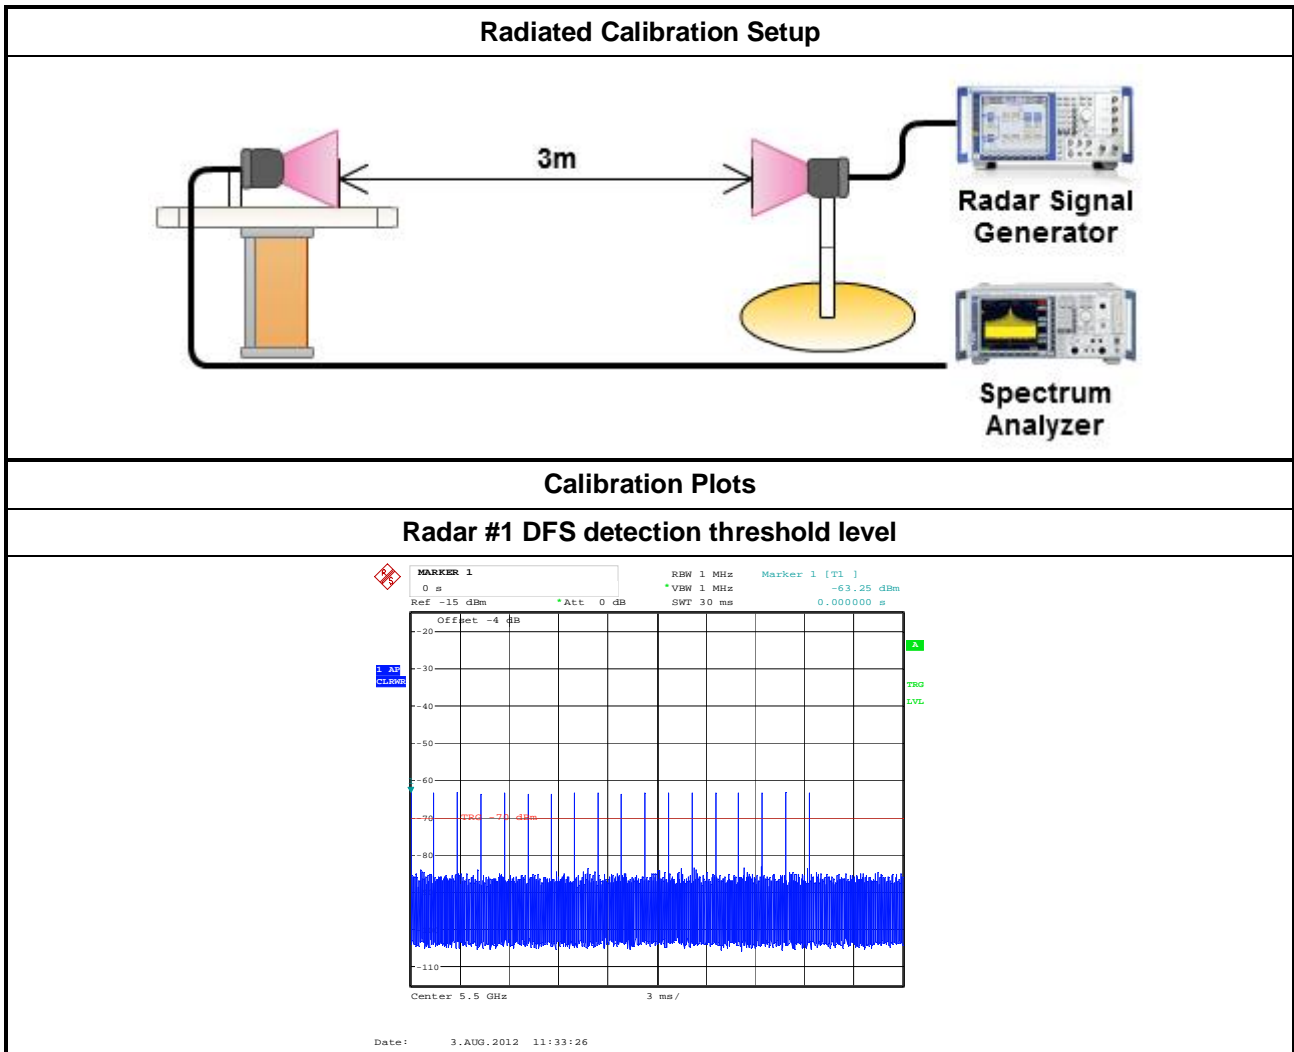 Radiated Calibration Setup
3m
Radar Signal
Generator
Spectrum
Analyzer
Calibration Plots
Radar #1 DFS detection threshold level
R S
MARKER 1
0 s
RBW 1 MHz
Marker 1 [T1 ]
*VBW 1 MHz
-63.25 dBm
Ref -15 dBm
*Att 0 dB
SWT 30 ms
0.000000 s
Offset -4 dB
-20
A
1 AP
CLRWR
-30
TRG
LVL
-40
-50
-60
1
-70
TRG -70 dBm
-80
-110
Center 5.5 GHz
3 ms/
Date: 3.AUG.2012 11:33:26